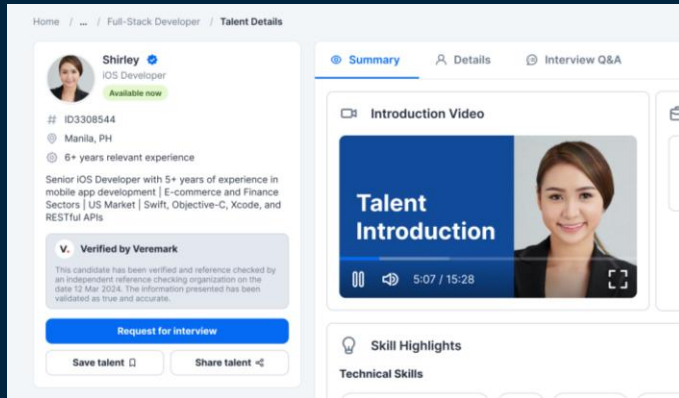 Home / ... / Full-Stack Developer / Talent Details
Shirley
iOS Developer
Available now
# ID3308544
Manila, PH
6+ years relevant experience
Senior iOS Developer with 5+ years of experience in
mobile app development | E-commerce and Finance
Sectors | US Market | Swift, Objective-C, Xcode, and
RESTful APIs
V. Verified by Veremark
This candidate has been verified and reference checked by
an independent reference checking organization on the
date 12 Mar 2024. The information presented has been
validated as true and accurate.
Request for interview
Save talent
Share talent
Summary
Details
Interview Q&A
Introduction Video
Talent
Introduction
5:07 / 15:28
Skill Highlights
Technical Skills